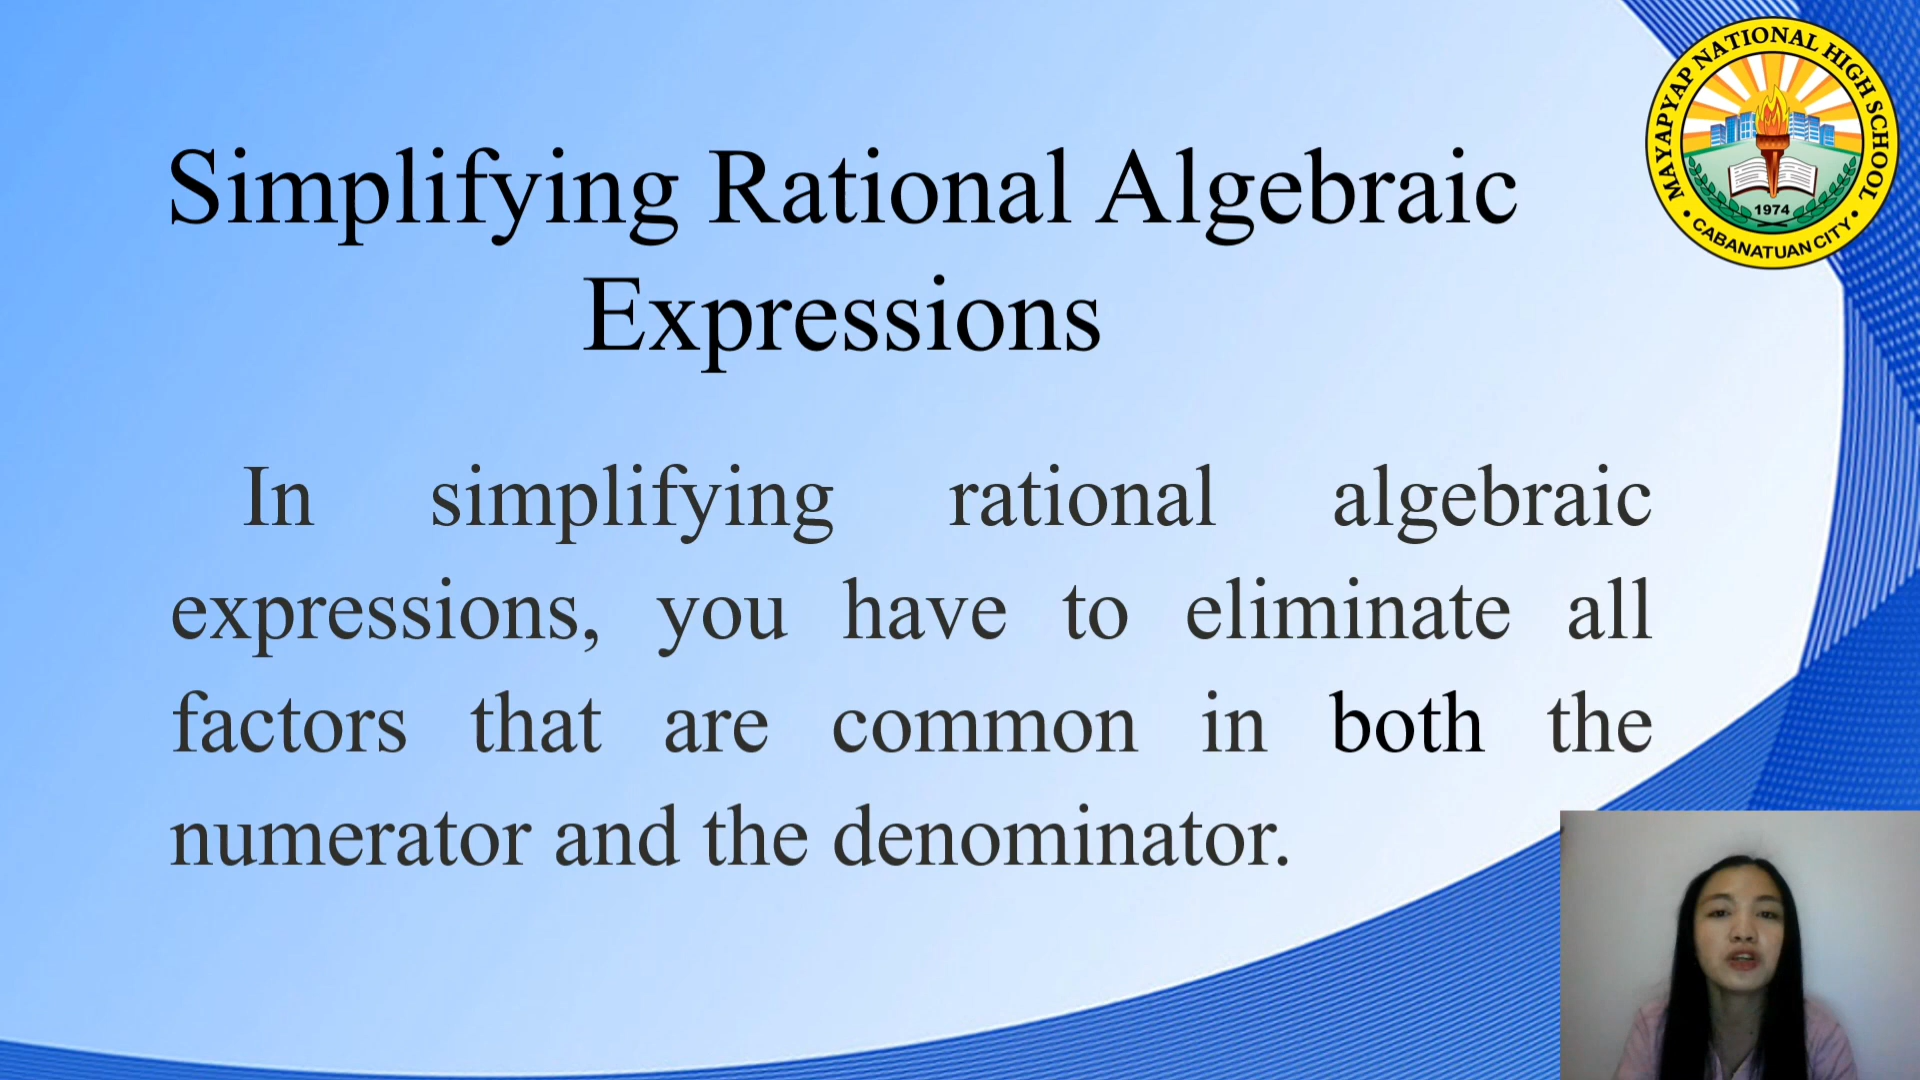 Simplifying Rational Algebraic
Expressions
In simplifying rational algebraic
expressions, you have to eliminate all
factors that are common in both the
numerator and the denominator.
MAYAPYAP NATIONAL HIGH SCHOOL
1974
CABANATUAN CITY